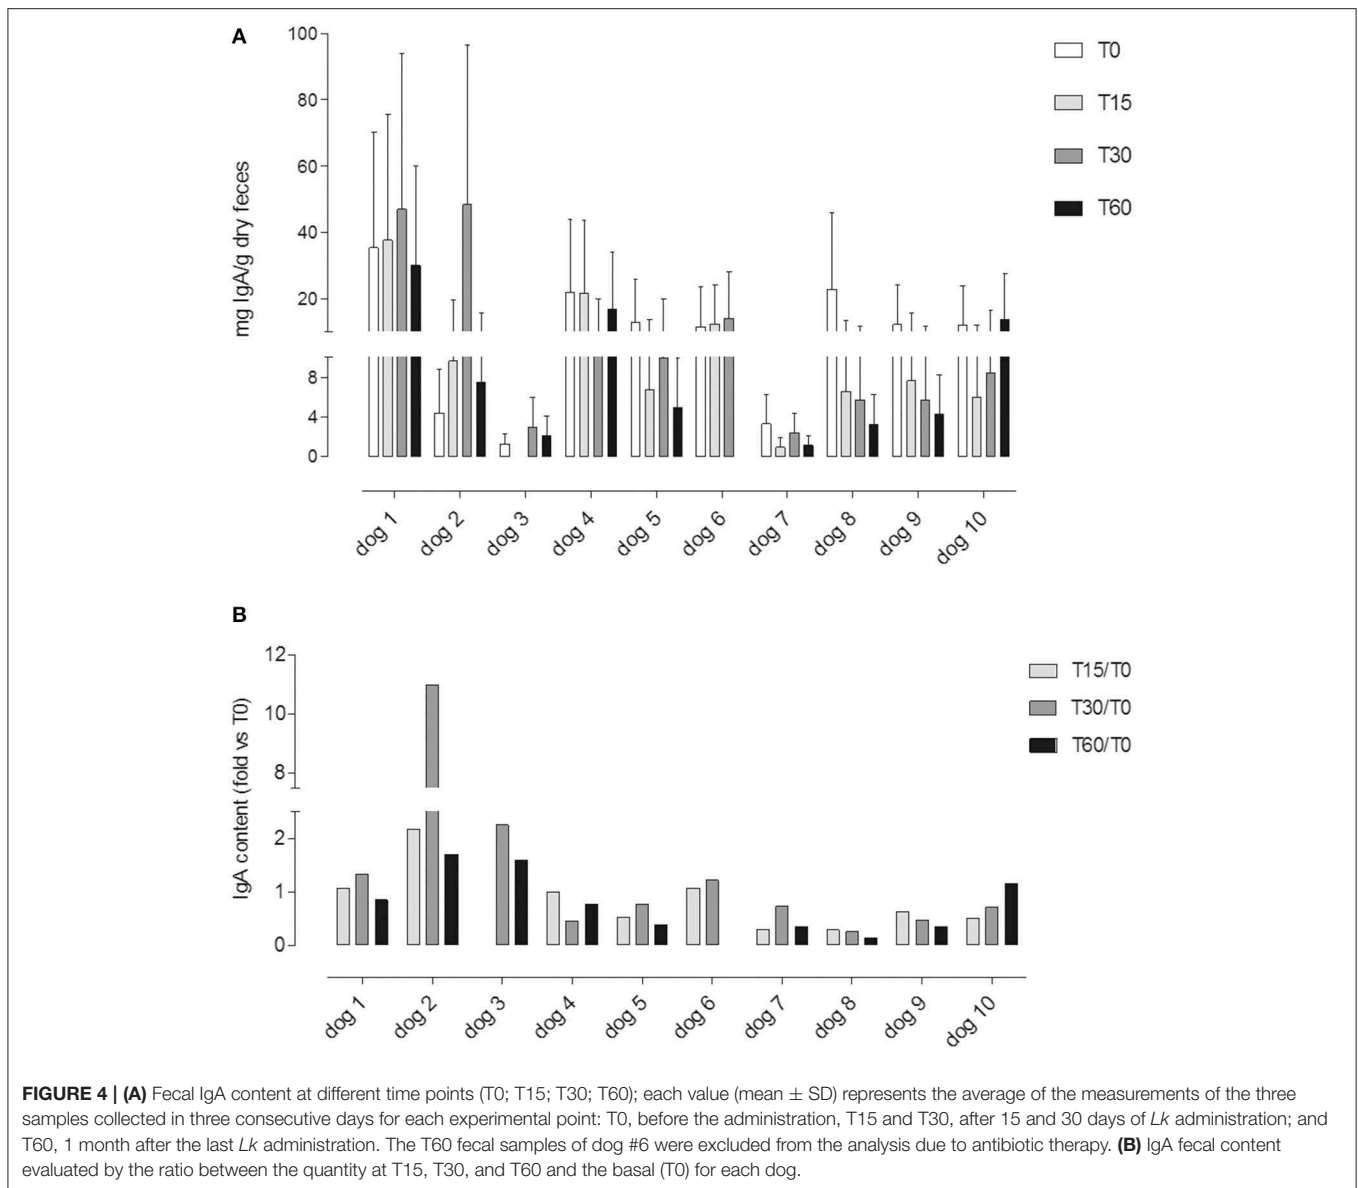 A
100
80
60
40
20
8
4
0
mg IgA/g dry feces
T0
T15
T30
T60
dog 1
dog 2
dog 3
dog 4
dog 5
dog 6
dog 7
dog 8
dog 9
dog 10
B
12
10
8
2
1
0
IgA content (fold vs T0)
T15/T0
T30/T0
T60/T0
dog 1
dog 2
dog 3
dog 4
dog 5
dog 6
dog 7
dog 8
dog 9
dog 10
FIGURE 4 | (A) Fecal IgA content at different time points (T0; T15; T30; T60); each value (mean ± SD) represents the average of the measurements of the three
samples collected in three consecutive days for each experimental point: T0, before the administration, T15 and T30, after 15 and 30 days of Lk administration; and
T60, 1 month after the last Lk administration. The T60 fecal samples of dog #6 were excluded from the analysis due to antibiotic therapy. (B) IgA fecal content
evaluated by the ratio between the quantity at T15, T30, and T60 and the basal (T0) for each dog.